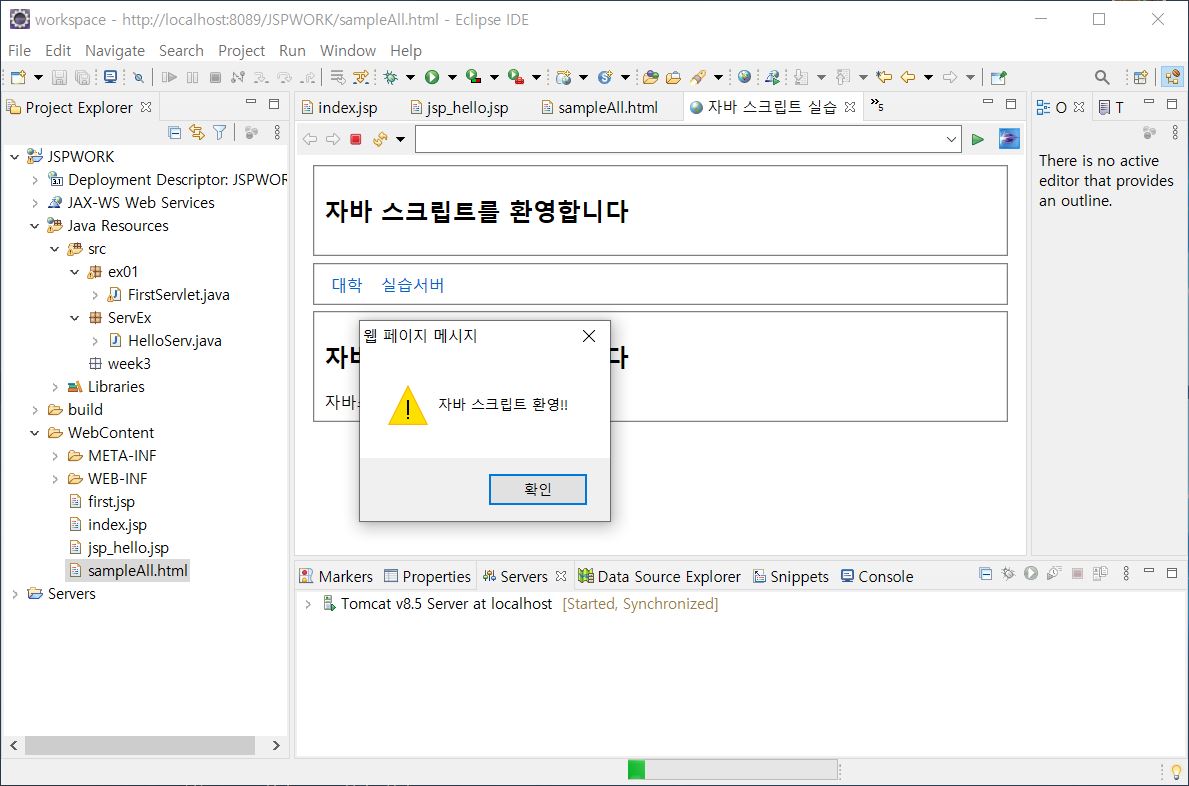 workspace - http://localhost:8089/JSPWORK/sampleAll.html - Eclipse IDE
File Edit Navigate Search Project Run Window Help
Project Explorer
index.jsp jsp_hello.jsp sampleAll.html 자바 스크립트 실습 »5
O T
JSPWORK
Deployment Descriptor: JSPWOR
JAX-WS Web Services
Java Resources
src
ex01
FirstServlet.java
ServEx
HelloServ.java
week3
Libraries
build
WebContent
META-INF
WEB-INF
first.jsp
index.jsp
jsp_hello.jsp
sampleAll.html
Servers
자바 스크립트를 환영합니다
대학 실습서버
자바
다
자바
웹 페이지 메시지
자바 스크립트 환영!!
확인
There is no active
editor that provides
an outline.
Markers Properties Servers Data Source Explorer Snippets Console
Tomcat v8.5 Server at localhost [Started, Synchronized]